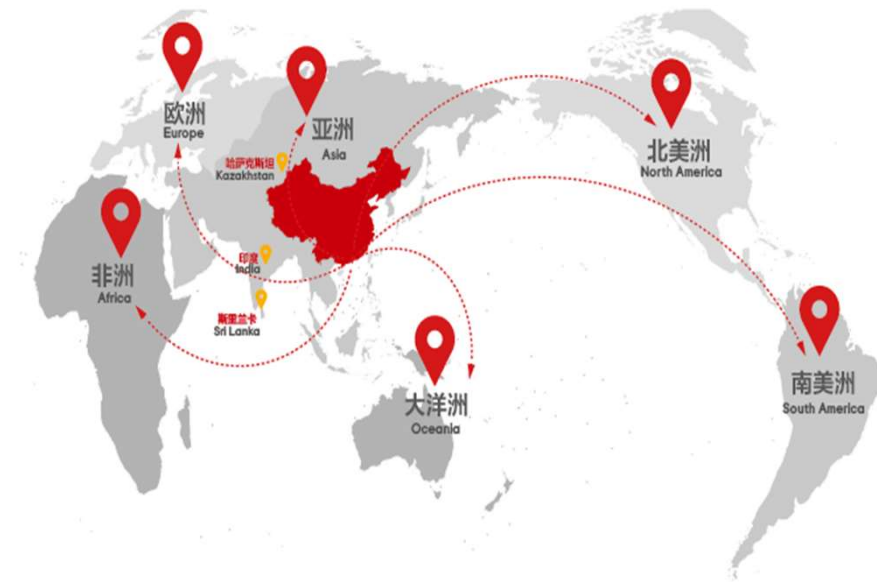 欧洲
Europe
亚洲
Asia
哈萨克斯坦
Kazakhstan
北美洲
North America
非洲
Africa
印度
India
斯里兰卡
Sri Lanka
大洋洲
Oceania
南美洲
South America